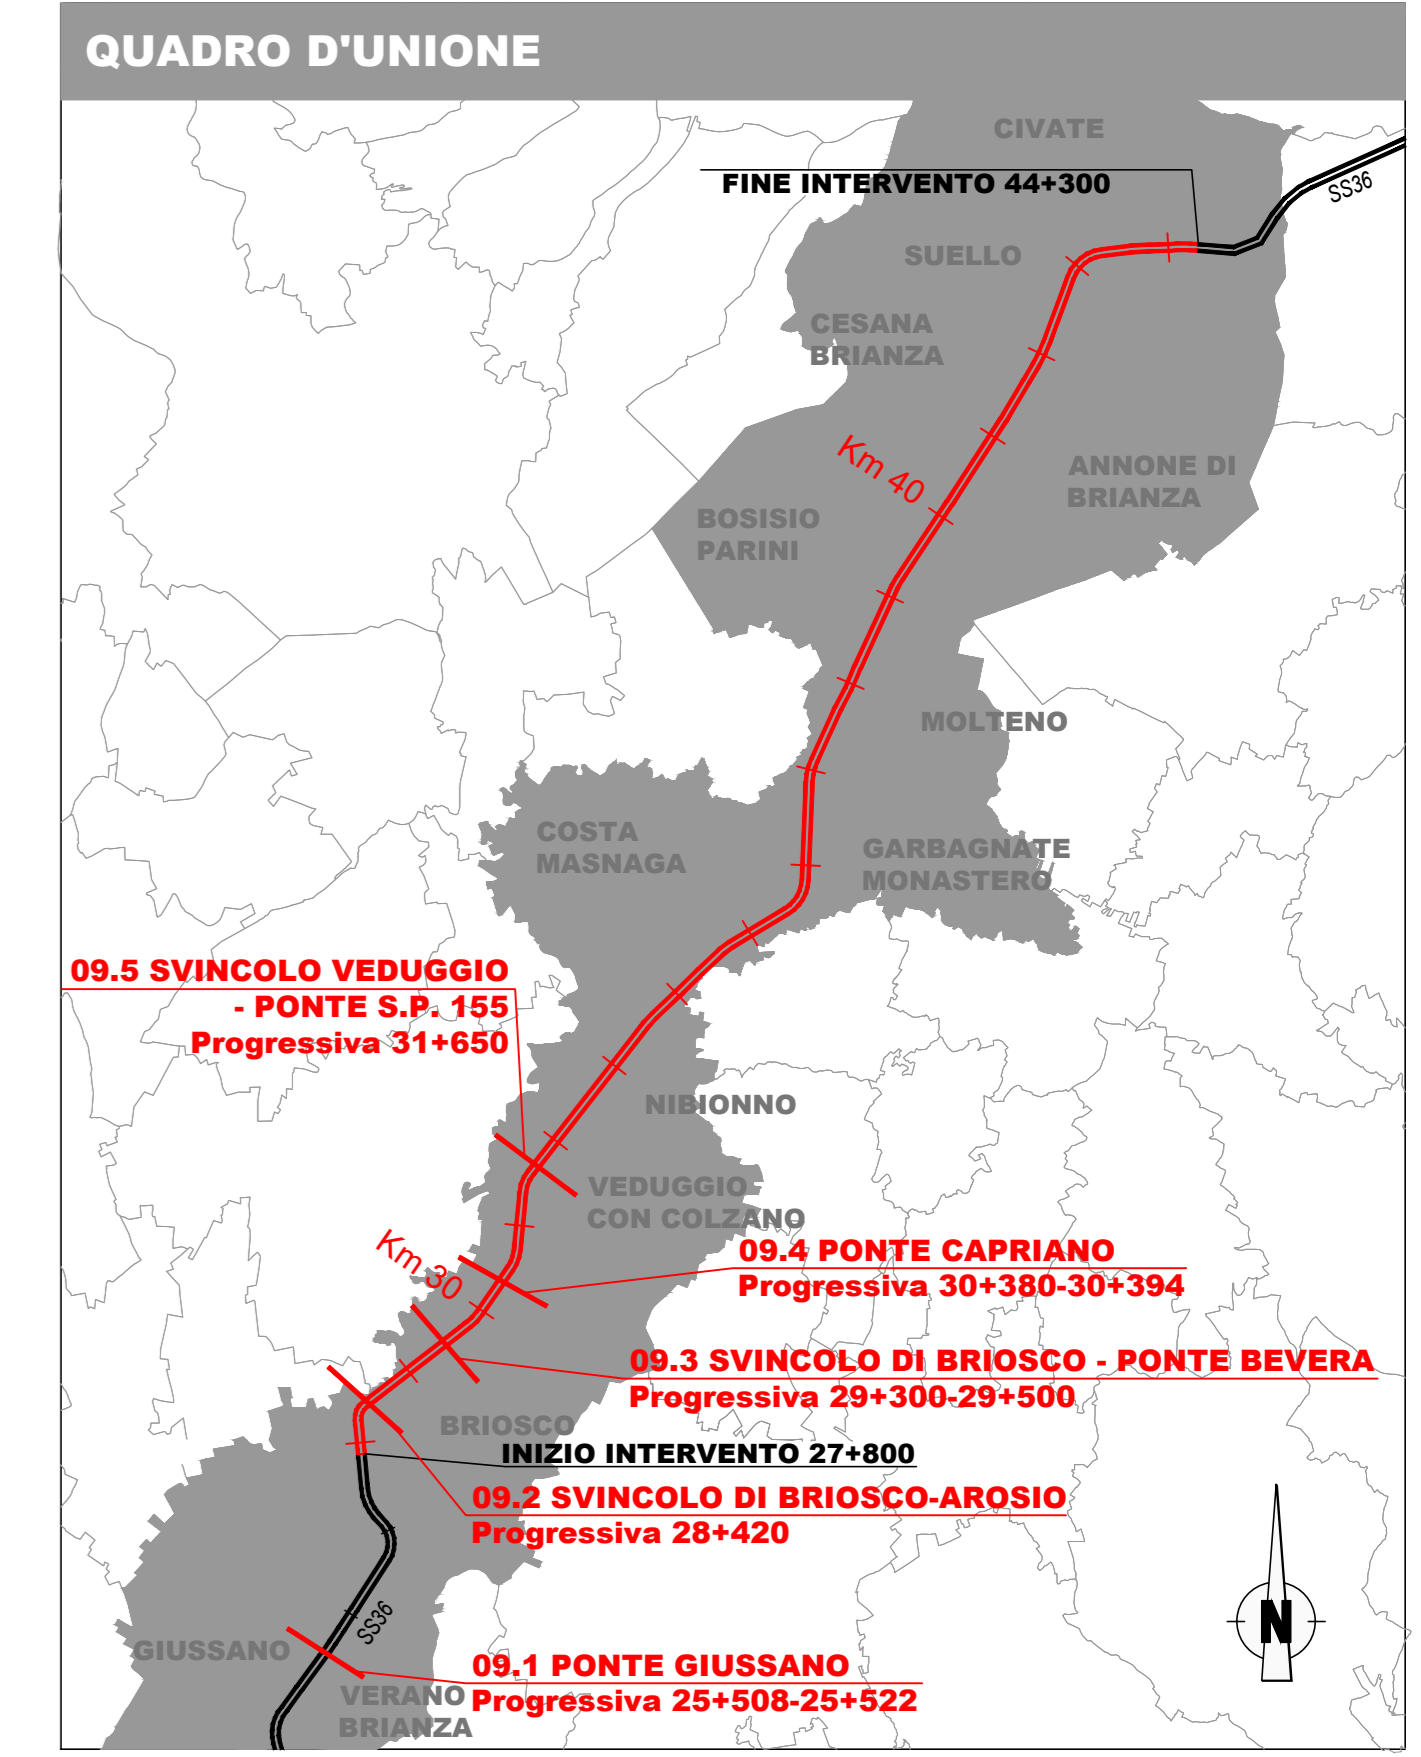 QUADRO D'UNIONE
CIVATE
FINE INTERVENTO 44+300
SS36
SUELLO
CESANA
BRIANZA
Km 40
ANNONE DI
BRIANZA
BOSISIO
PARINI
MOLTENO
COSTA
MASNAGA
GARBAGNATE
MONASTERO
09.5 SVINCOLO VEDUGGIO
- PONTE S.P. 155
Progressiva 31+650
NIBIONNO
VEDUGGIO
CON COLZANO
Km 30
09.4 PONTE CAPRIANO
Progressiva 30+380-30+394
09.3 SVINCOLO DI BRIOSCO - PONTE BEVERA
Progressiva 29+300-29+500
BRIOSCO
INIZIO INTERVENTO 27+800
09.2 SVINCOLO DI BRIOSCO-AROSIO
Progressiva 28+420
SS36
N
GIUSSANO
09.1 PONTE GIUSSANO
Progressiva 25+508-25+522
VERANO
BRIANZA